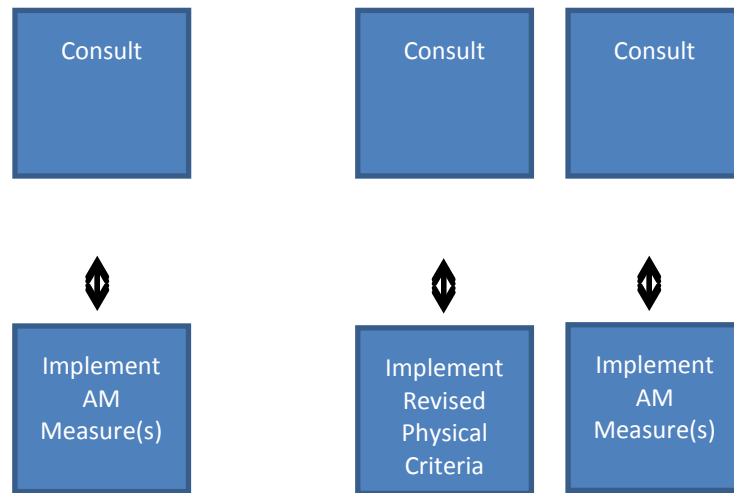 Consult
Consult
Consult
Implement
AM
Measure(s)
Implement
Revised
Physical
Criteria
Implement
AM
Measure(s)